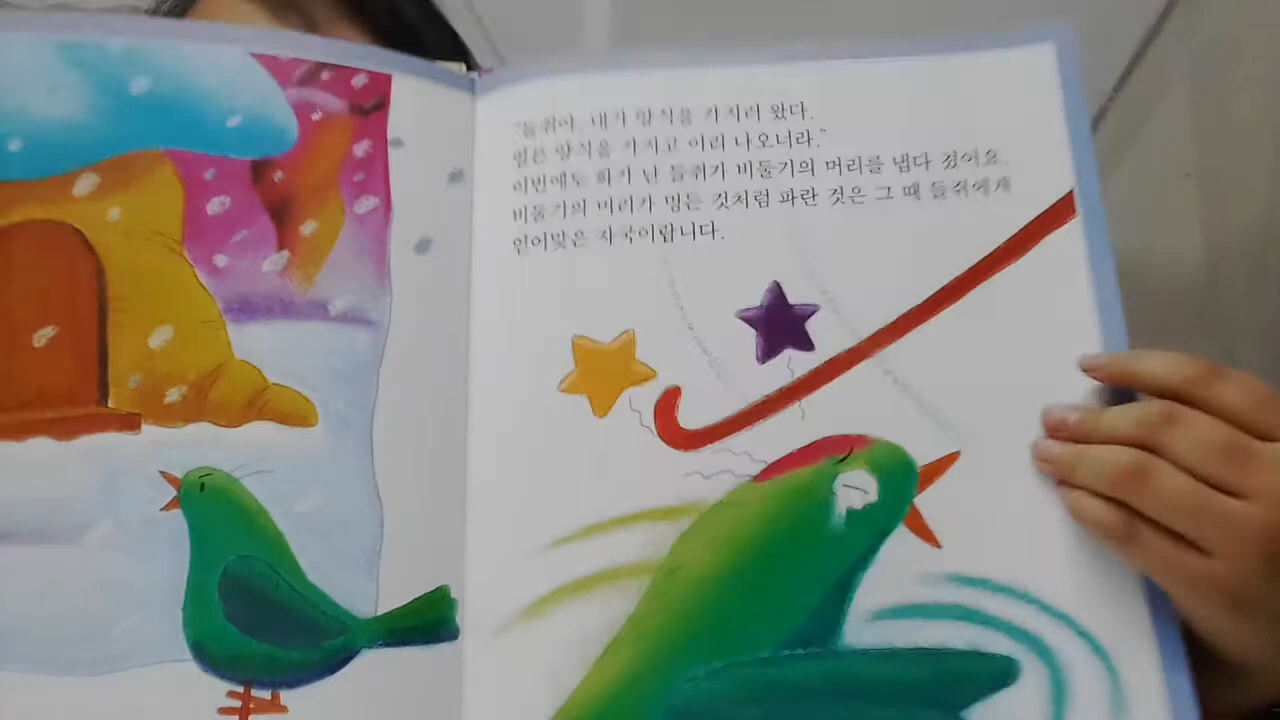 "들쥐야, 내가 양식을 가지러 왔다.
얼른 양식을 가지고 이리 나오너라."
이번에도 화가 난 들쥐가 비둘기의 머리를 냅다 쳤어요.
비둘기의 머리가 멍든 것처럼 파란 것은 그 때 들쥐에게
얻어맞은 자국이랍니다.